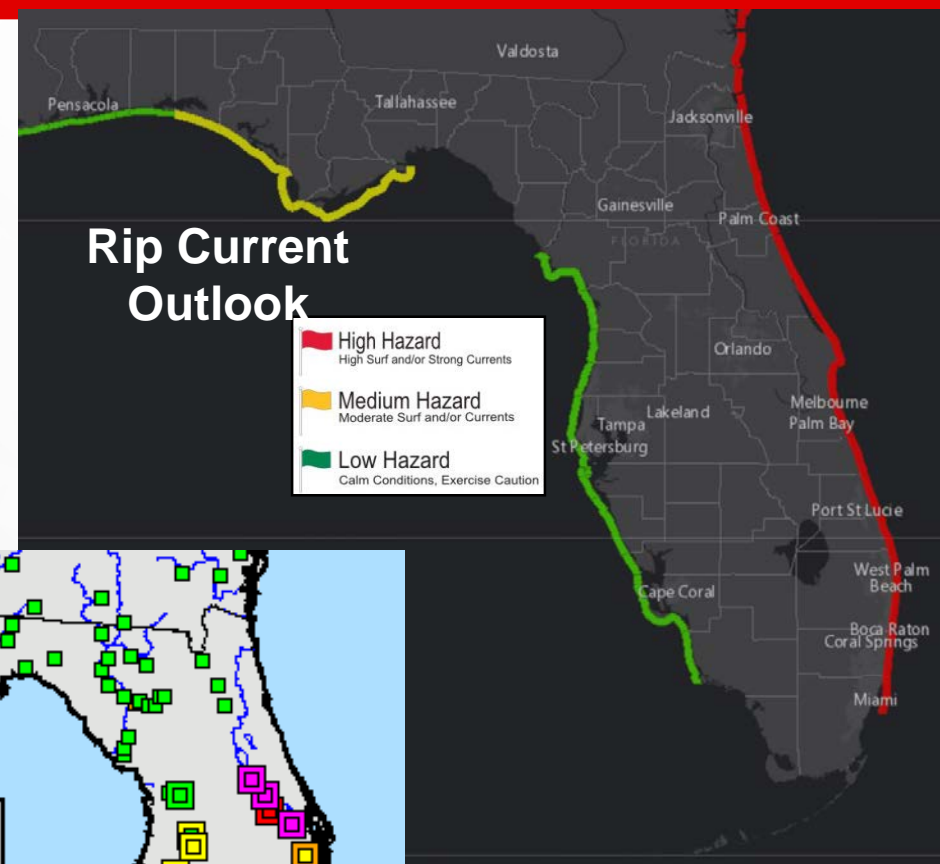 Valdosta
Pensacola
Tallahassee
Jacksonville
Gainesville
Palm Coast
FLORIDA
Rip Current
Outlook
High Hazard
High Surf and/or Strong Currents
Medium Hazard
Moderate Surf and/or Currents
Low Hazard
Calm Conditions, Exercise Caution
Orlando
Melbourne
Palm Bay
Lakeland
Tampa
St Petersburg
Port St Lucie
West Palm
Beach
Cape Coral
Boca Raton
Coral Springs
Miami